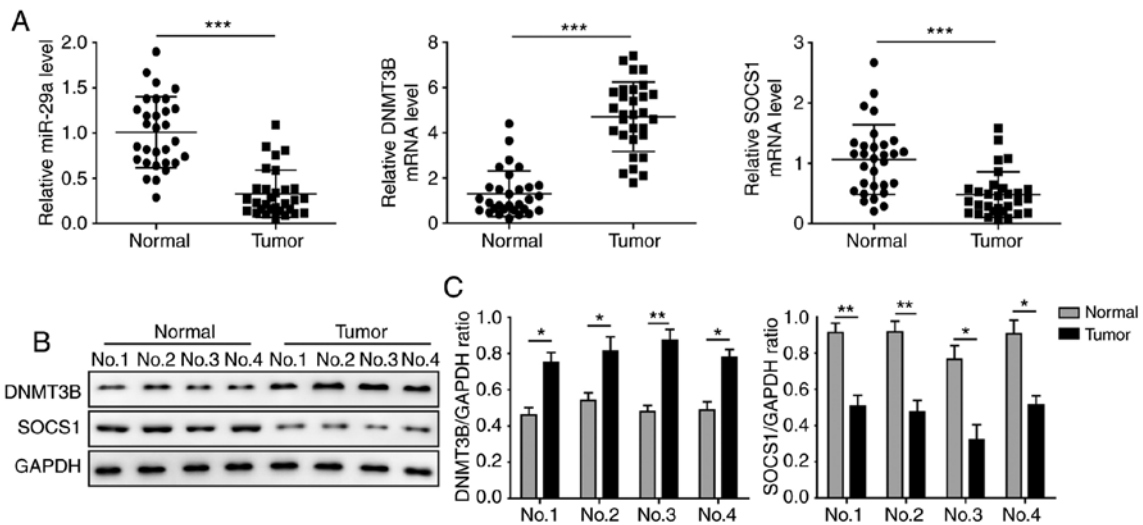 A
***
***
***
Relative miR-29a level
2.0
1.5
1.0
0.5
0.0
Normal
Tumor
Relative DNMT3B
mRNA level
8
6
4
2
0
Normal
Tumor
Relative SOCS1
mRNA level
3
2
1
0
Normal
Tumor
B
Normal
Tumor
No.1 No.2 No.3 No.4 No.1 No.2 No.3 No.4
DNMT3B
SOCS1
GAPDH
C
DNMT3B/GAPDH ratio
1.0
0.8
0.6
0.4
0.2
0.0
*
*
**
*
No.1 No.2 No.3 No.4
SOCS1/GAPDH ratio
1.0
0.8
0.6
0.4
0.2
0.0
**
**
*
*
No.1 No.2 No.3 No.4
Normal
Tumor